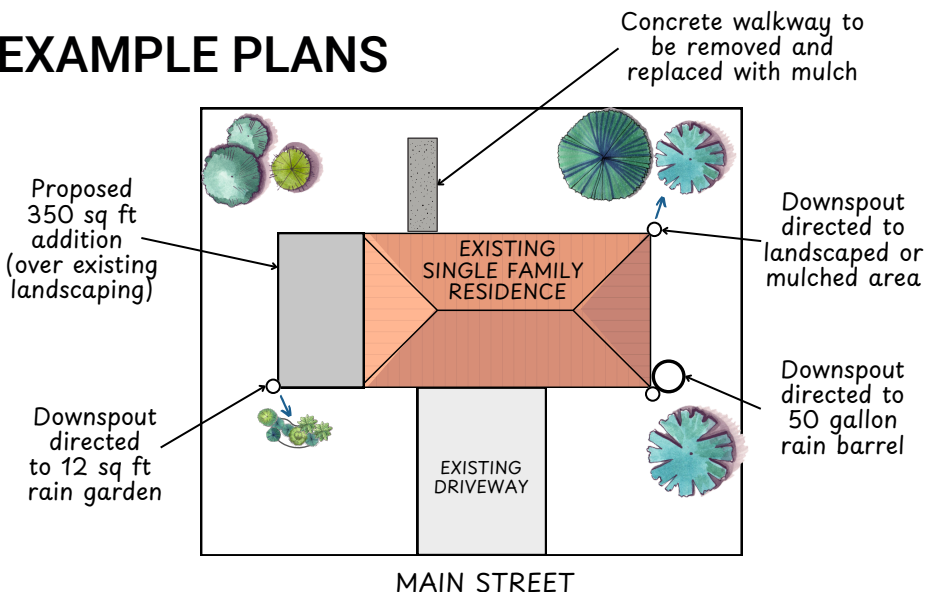 EXAMPLE PLANS
Concrete walkway to
be removed and
replaced with mulch
Proposed
350 sq ft
addition
(over existing
landscaping)
EXISTING
SINGLE FAMILY
RESIDENCE
Downspout
directed to
landscaped or
mulched area
Downspout
directed
to 12 sq ft
rain garden
EXISTING
DRIVEWAY
Downspout
directed to
50 gallon
rain barrel
MAIN STREET